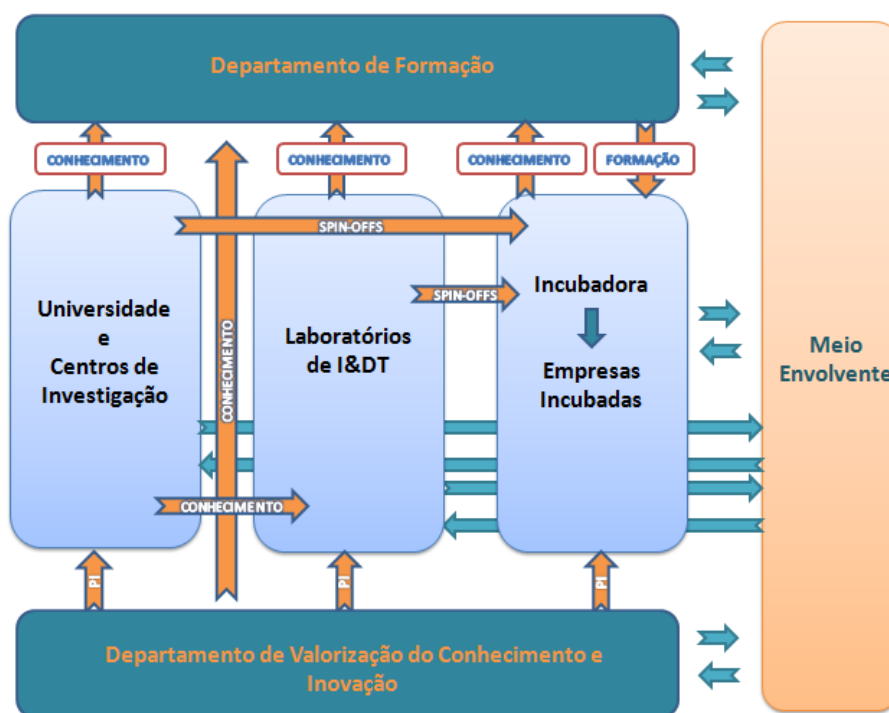 Departamento de Formação
CONHECIMENTO
CONHECIMENTO
CONHECIMENTO
FORMAÇÃO
SPIN-OFFS
SPIN-OFFS
Universidade
e
Centros de
Investigação
CONHECIMENTO
Laboratórios
de I&DT
Incubadora
Empresas
Incubadas
Meio
Envolvente
CONHECIMENTO
PI
PI
PI
Departamento de Valorização do Conhecimento e
Inovação